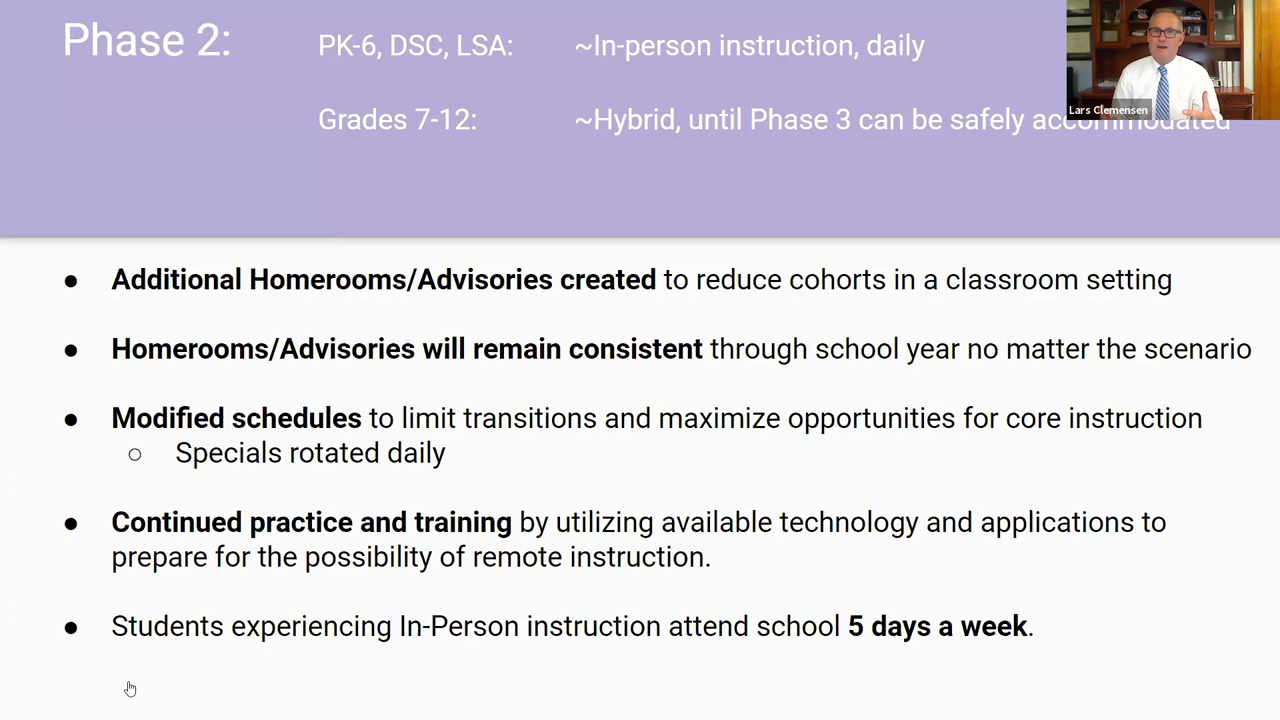 Phase 2:
PK-6, DSC, LSA:
~In-person instruction, daily
Grades 7-12:
~Hybrid, until Phase 3 can be safely accommodated
Lars Clemensen
● Additional Homerooms/Advisories created to reduce cohorts in a classroom setting
● Homerooms/Advisories will remain consistent through school year no matter the scenario
● Modified schedules to limit transitions and maximize opportunities for core instruction
○ Specials rotated daily
● Continued practice and training by utilizing available technology and applications to
prepare for the possibility of remote instruction.
● Students experiencing In-Person instruction attend school 5 days a week.